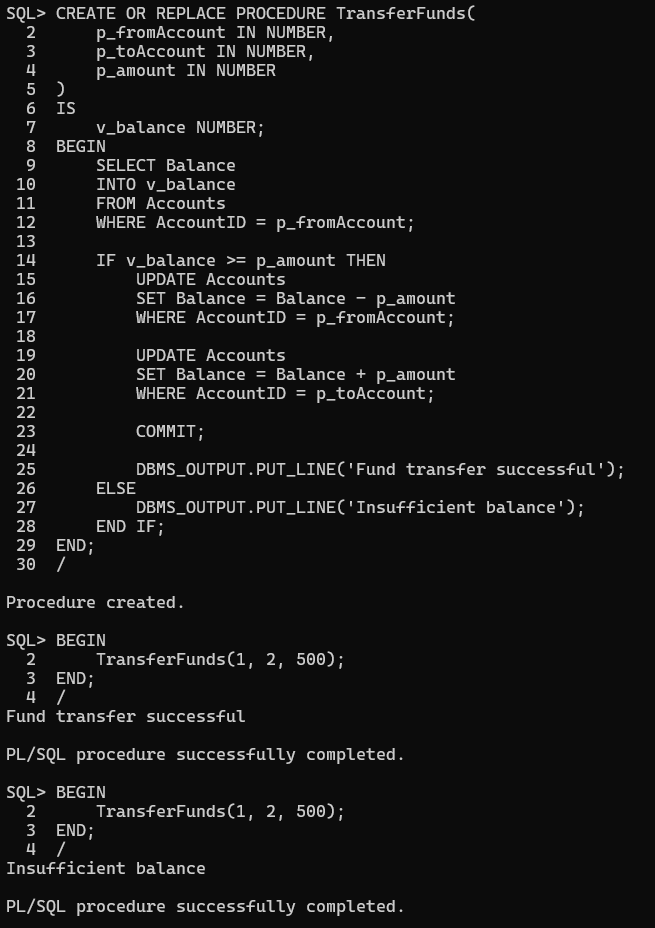 SQL> CREATE OR REPLACE PROCEDURE TransferFunds(
  2      p_fromAccount IN NUMBER,
  3      p_toAccount IN NUMBER,
  4      p_amount IN NUMBER
  5  )
  6  IS
  7      v_balance NUMBER;
  8  BEGIN
  9      SELECT Balance
 10      INTO v_balance
 11      FROM Accounts
 12      WHERE AccountID = p_fromAccount;
 13
 14      IF v_balance >= p_amount THEN
 15          UPDATE Accounts
 16          SET Balance = Balance - p_amount
 17          WHERE AccountID = p_fromAccount;
 18
 19          UPDATE Accounts
 20          SET Balance = Balance + p_amount
 21          WHERE AccountID = p_toAccount;
 22
 23          COMMIT;
 24
 25          DBMS_OUTPUT.PUT_LINE('Fund transfer successful');
 26      ELSE
 27          DBMS_OUTPUT.PUT_LINE('Insufficient balance');
 28      END IF;
 29  END;
 30  /

Procedure created.

SQL> BEGIN
  2      TransferFunds(1, 2, 500);
  3  END;
  4  /
Fund transfer successful

PL/SQL procedure successfully completed.

SQL> BEGIN
  2      TransferFunds(1, 2, 500);
  3  END;
  4  /
Insufficient balance

PL/SQL procedure successfully completed.